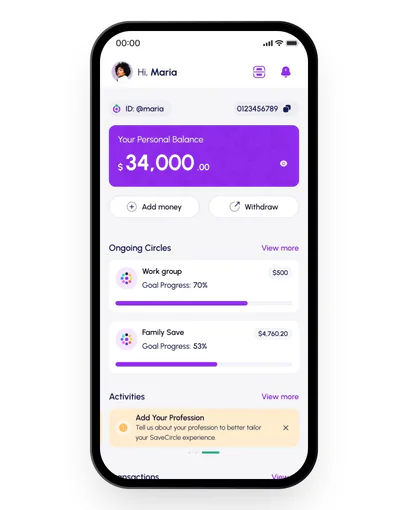 00:00
Hi, Maria
ID: @maria
0123456789
Your Personal Balance
$ 34,000 .00
Add money
Withdraw
Ongoing Circles
View more
Work group
$500
Goal Progress: 70%
Family Save
$4,760.20
Goal Progress: 53%
Activities
View more
Add Your Profession
Tell us about your profession to better tailor
your SaveCircle experience.